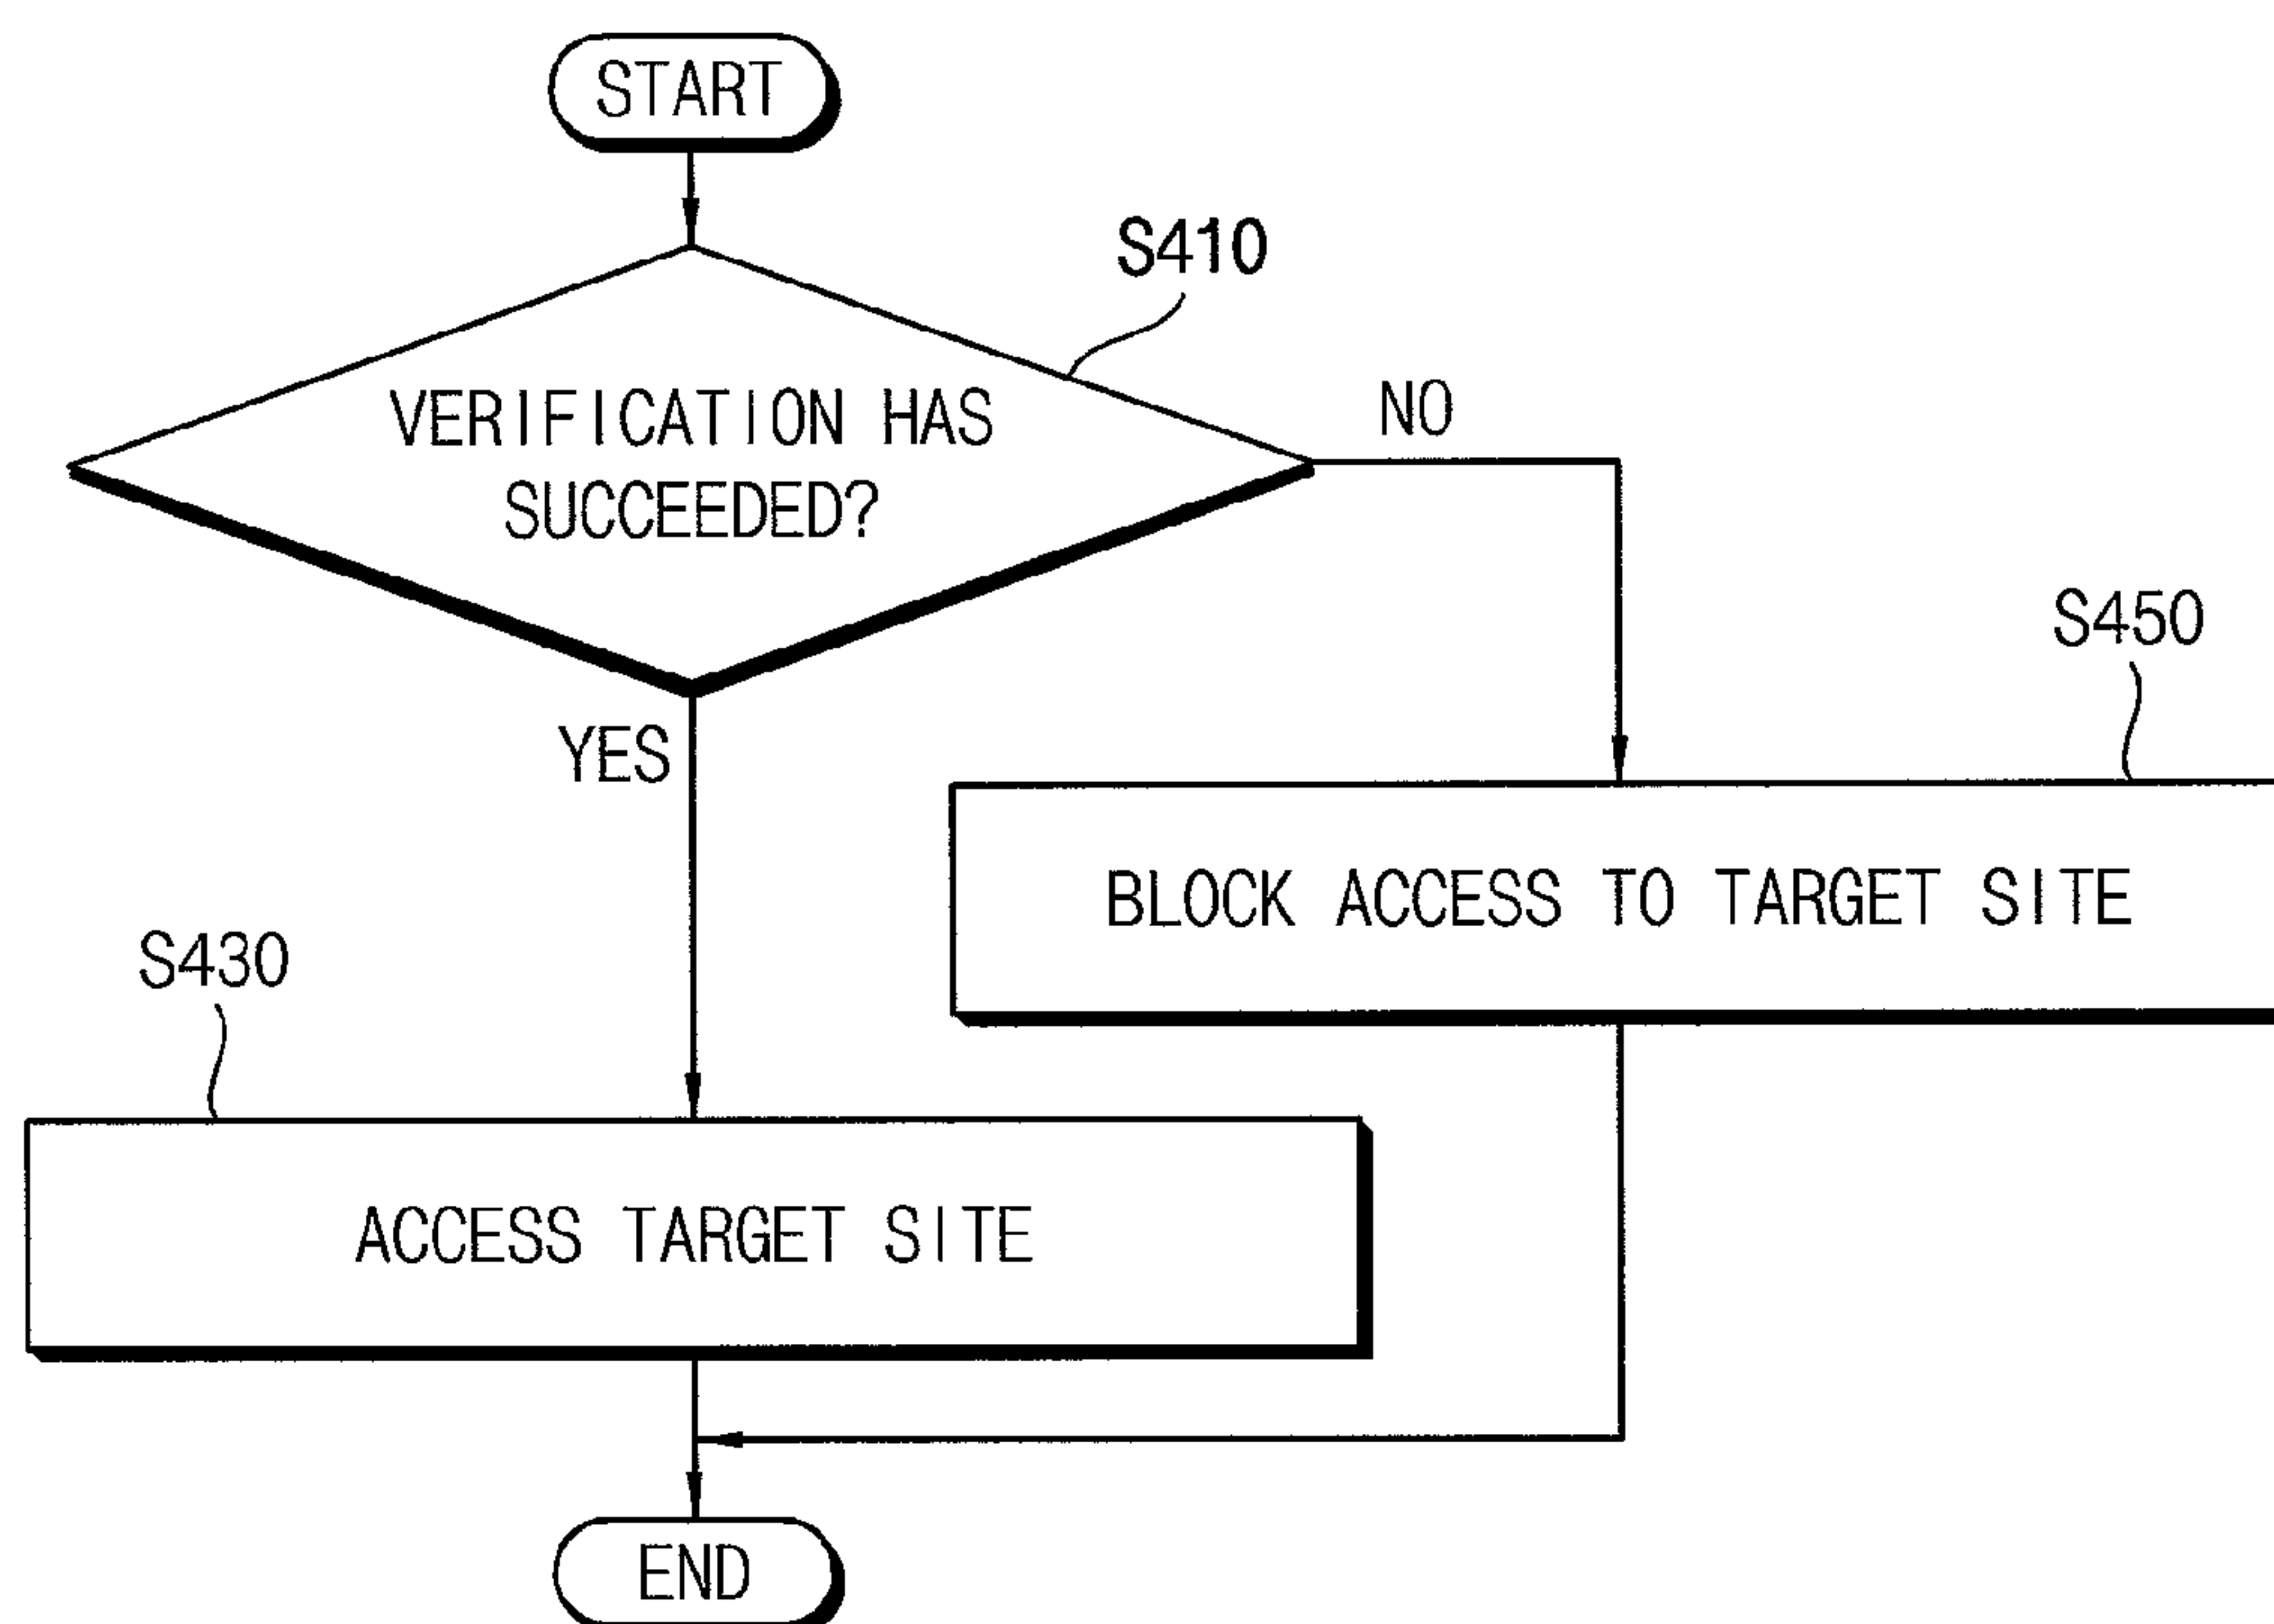 START
S410
VERIFICATION HAS
SUCCEEDED?
NO
YES
S450
BLOCK ACCESS TO TARGET SITE
S430
ACCESS TARGET SITE
END